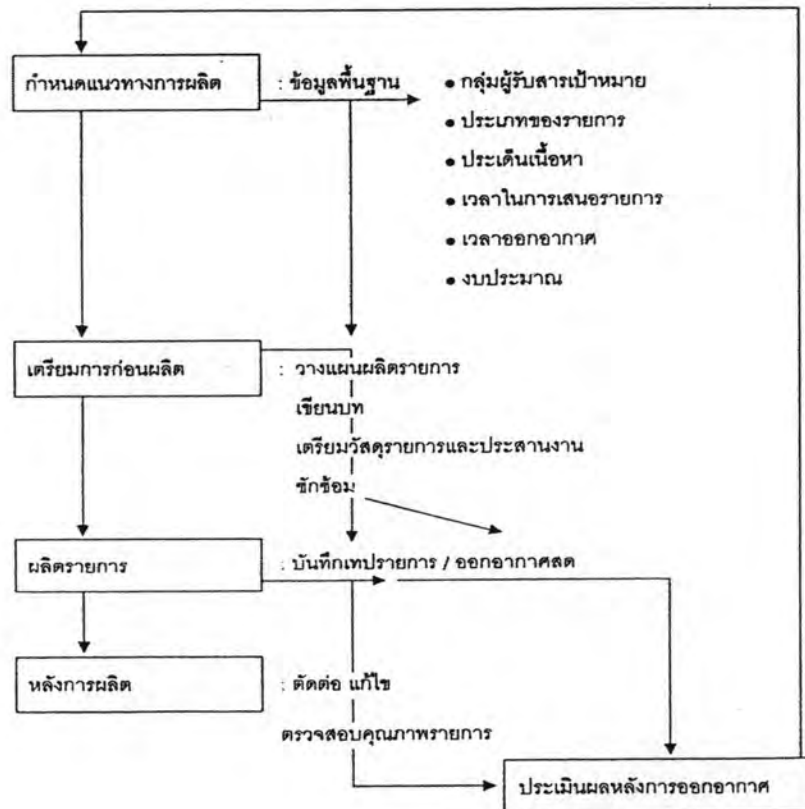 กำหนดแนวทางการผลิต : ข้อมูลพื้นฐาน
• กลุ่มผู้รับสารเป้าหมาย
• ประเภทของรายการ
• ประเด็นเนื้อหา
• เวลาในการเสนอรายการ
• เวลาออกอากาศ
• งบประมาณ
เตรียมการก่อนผลิต : วางแผนผลิตรายการ
เขียนบท
เตรียมวัสดุรายการและประสานงาน
ซักซ้อม
ผลิตรายการ : บันทึกเทปรายการ / ออกอากาศสด
หลังการผลิต : ตัดต่อ แก้ไข
ตรวจสอบคุณภาพรายการ
ประเมินผลหลังการออกอากาศ